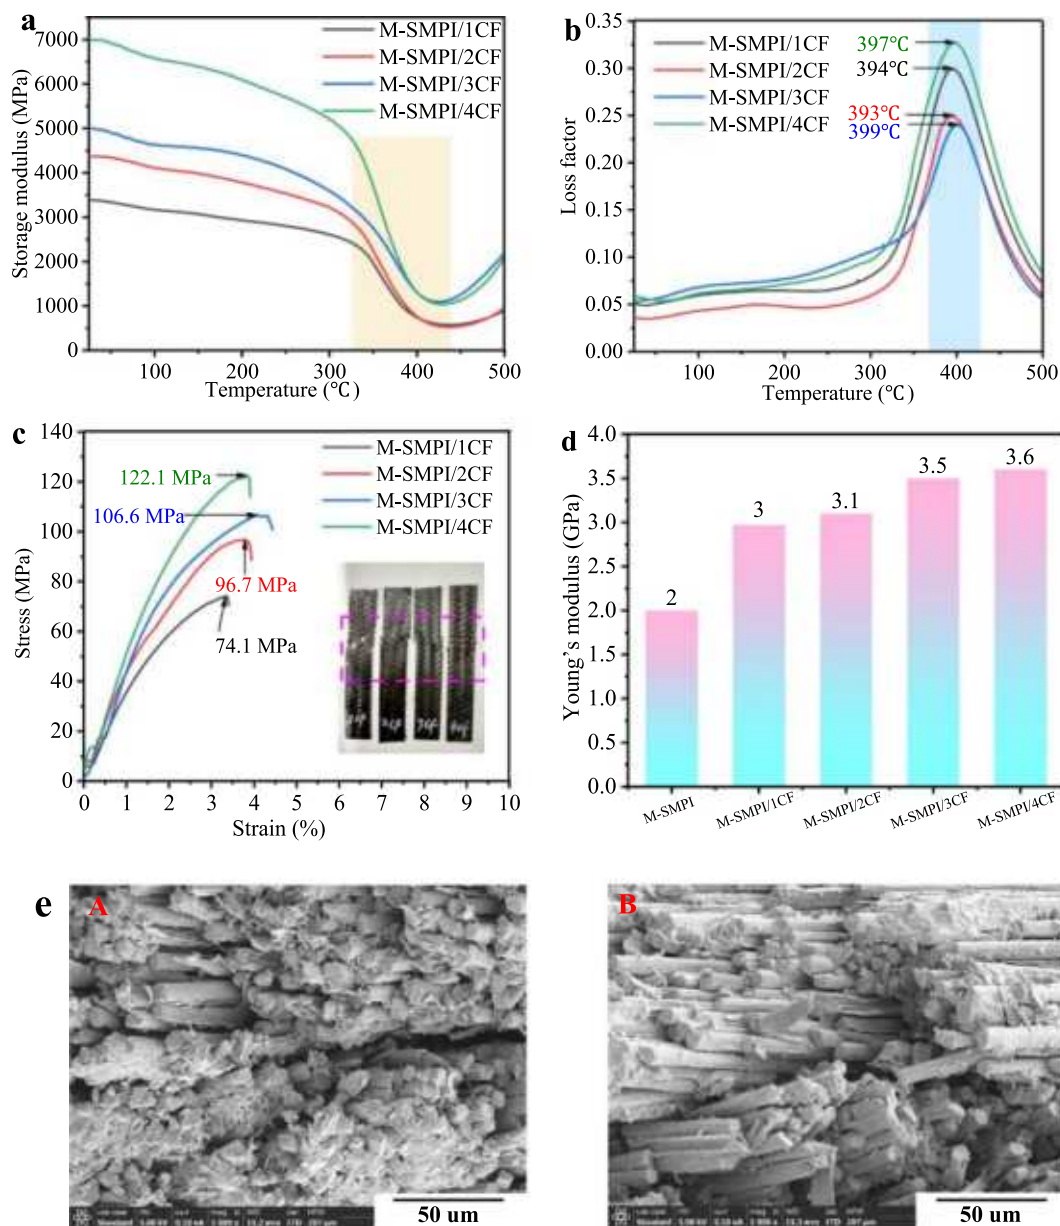 a
M-SMPI/1CF
M-SMPI/2CF
M-SMPI/3CF
M-SMPI/4CF
7000
6000
5000
4000
3000
2000
1000
0
Storage modulus (MPa)
100
200
300
400
500
Temperature (℃)
b
M-SMPI/1CF
M-SMPI/2CF
M-SMPI/3CF
M-SMPI/4CF
397℃
394℃
393℃
399℃
0.35
0.30
0.25
0.20
0.15
0.10
0.05
0.00
Loss factor
100
200
300
400
500
Temperature (℃)
c
M-SMPI/1CF
M-SMPI/2CF
M-SMPI/3CF
M-SMPI/4CF
122.1 MPa
106.6 MPa
96.7 MPa
74.1 MPa
140
120
100
80
60
40
20
0
Stress (MPa)
0
1
2
3
4
5
6
7
8
9
10
Strain (%)
d
4.0
3.5
3.0
2.5
2.0
1.5
1.0
0.5
0.0
Young's modulus (GPa)
2
3
3.1
3.5
3.6
M-SMPI
M-SMPI/1CF
M-SMPI/2CF
M-SMPI/3CF
M-SMPI/4CF
e
A
50 um
B
50 um